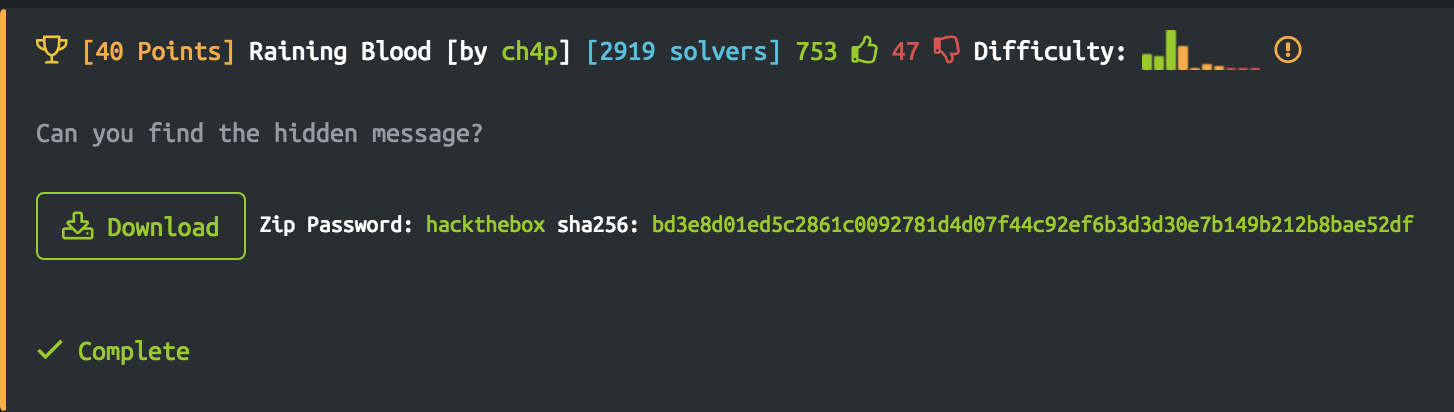 [40 Points] Raining Blood [by ch4p] [2919 solvers] 753 47 Difficulty:
Can you find the hidden message?
Download Zip Password: hackthebox sha256: bd3e8d01ed5c2861c0092781d4d07f44c92ef6b3d3d30e7b149b212b8bae52df
Complete